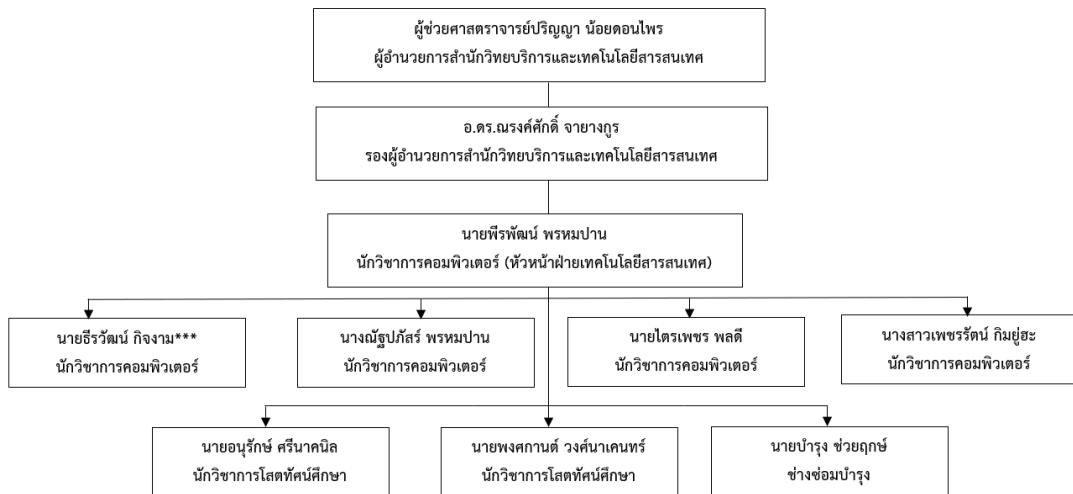 ผู้ช่วยศาสตราจารย์ปริญญา น้อยดอนไพร
ผู้อำนวยการสำนักวิทยบริการและเทคโนโลยีสารสนเทศ
อ.ดร.ณรงค์ศักดิ์ จายางกูร
รองผู้อำนวยการสำนักวิทยบริการและเทคโนโลยีสารสนเทศ
นายพีรพัฒน์ พรหมปาน
นักวิชาการคอมพิวเตอร์ (หัวหน้าฝ่ายเทคโนโลยีสารสนเทศ)
นายธีรวัฒน์ กิจงาม***
นักวิชาการคอมพิวเตอร์
นางณัฐปภัสร์ พรหมปาน
นักวิชาการคอมพิวเตอร์
นายไตรเพชร พลดี
นักวิชาการคอมพิวเตอร์
นางสาวเพชรรัตน์ กิมยู่ฮะ
นักวิชาการคอมพิวเตอร์
นายอนุรักษ์ ศรีนาคนิล
นักวิชาการโสตทัศน์ศึกษา
นายพงศกานต์ วงศ์นาเคนทร์
นักวิชาการโสตทัศน์ศึกษา
นายบำรุง ช่วยฤกษ์
ช่างซ่อมบำรุง